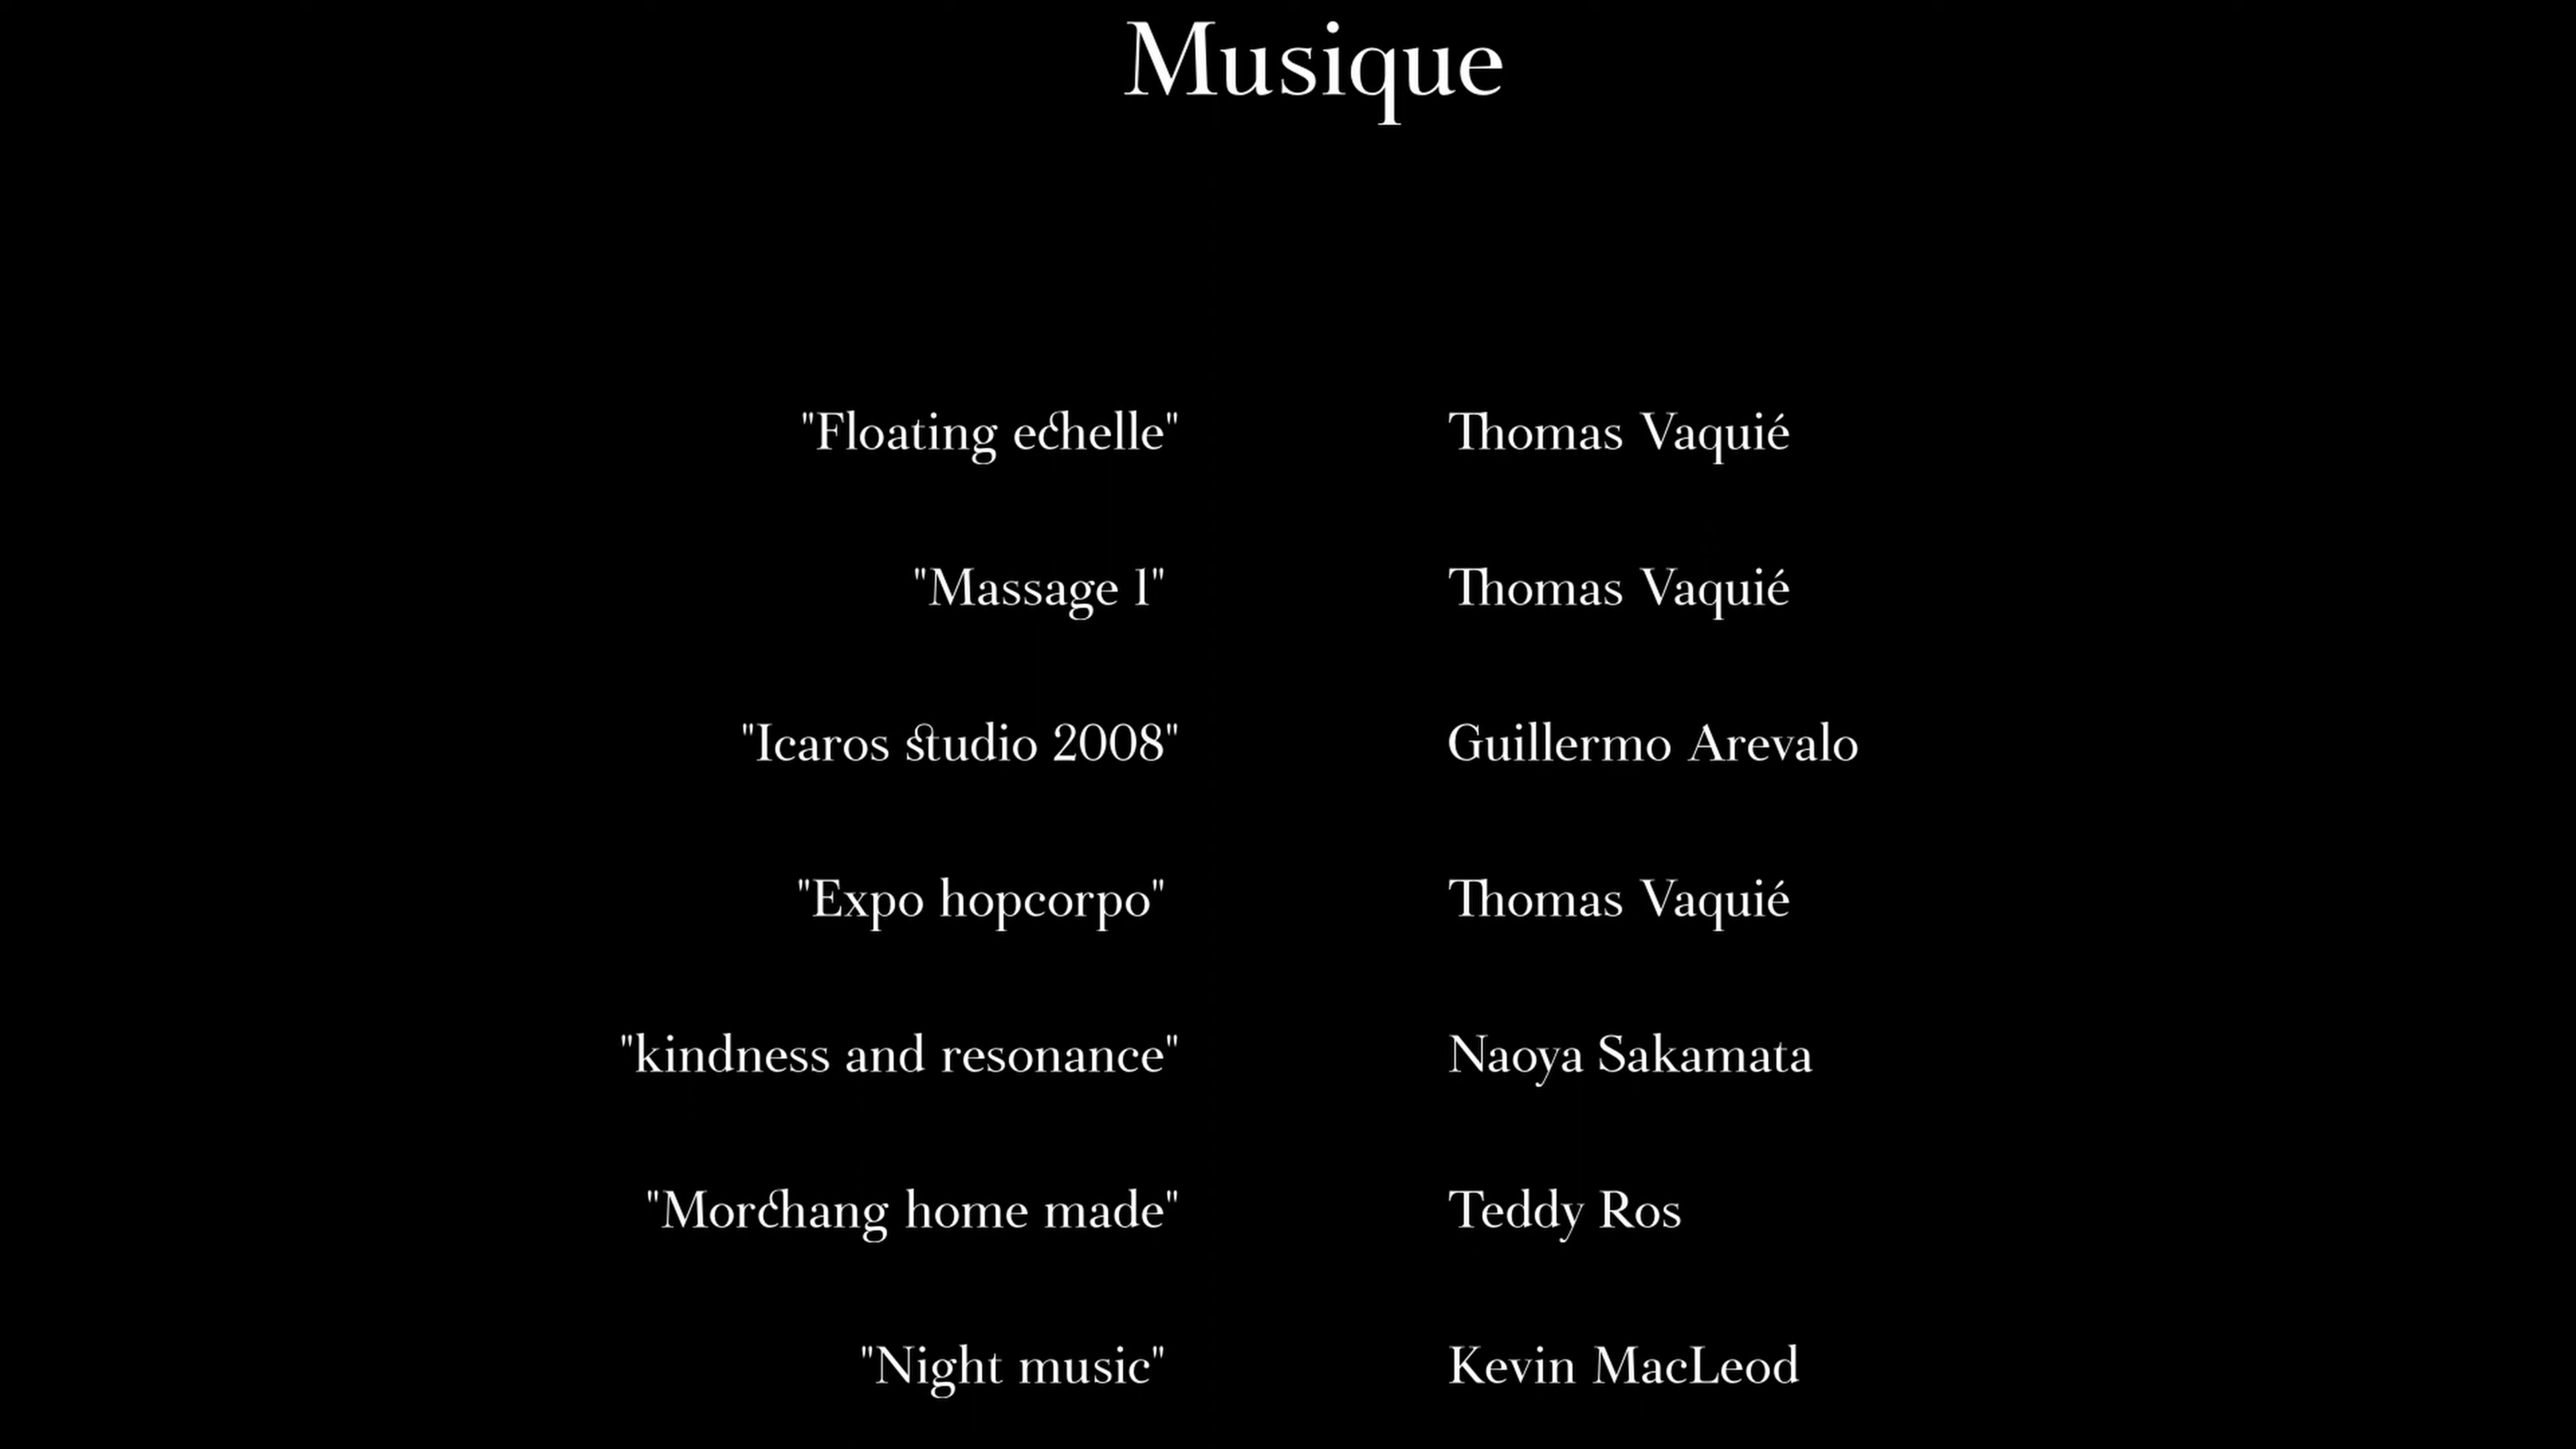 Musique
"Floating echelle" Thomas Vaquié
"Massage 1" Thomas Vaquié
"Icaros studio 2008" Guillermo Arevalo
"Expo hopcorpo" Thomas Vaquié
"kindness and resonance" Naoya Sakamata
"Morchang home made" Teddy Ros
"Night music" Kevin MacLeod